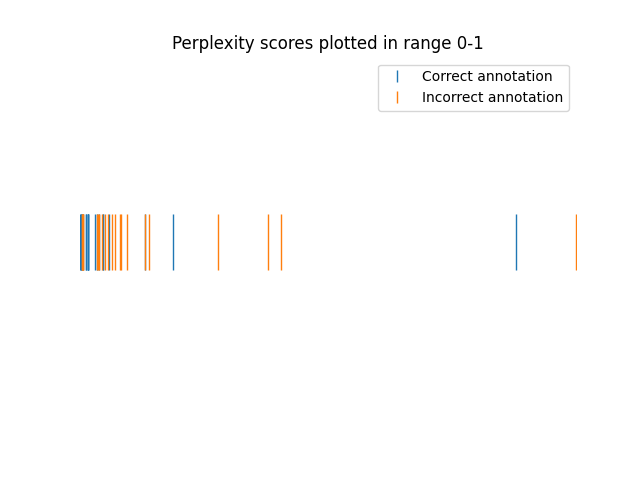 Perplexity scores plotted in range 0-1
Correct annotation
Incorrect annotation